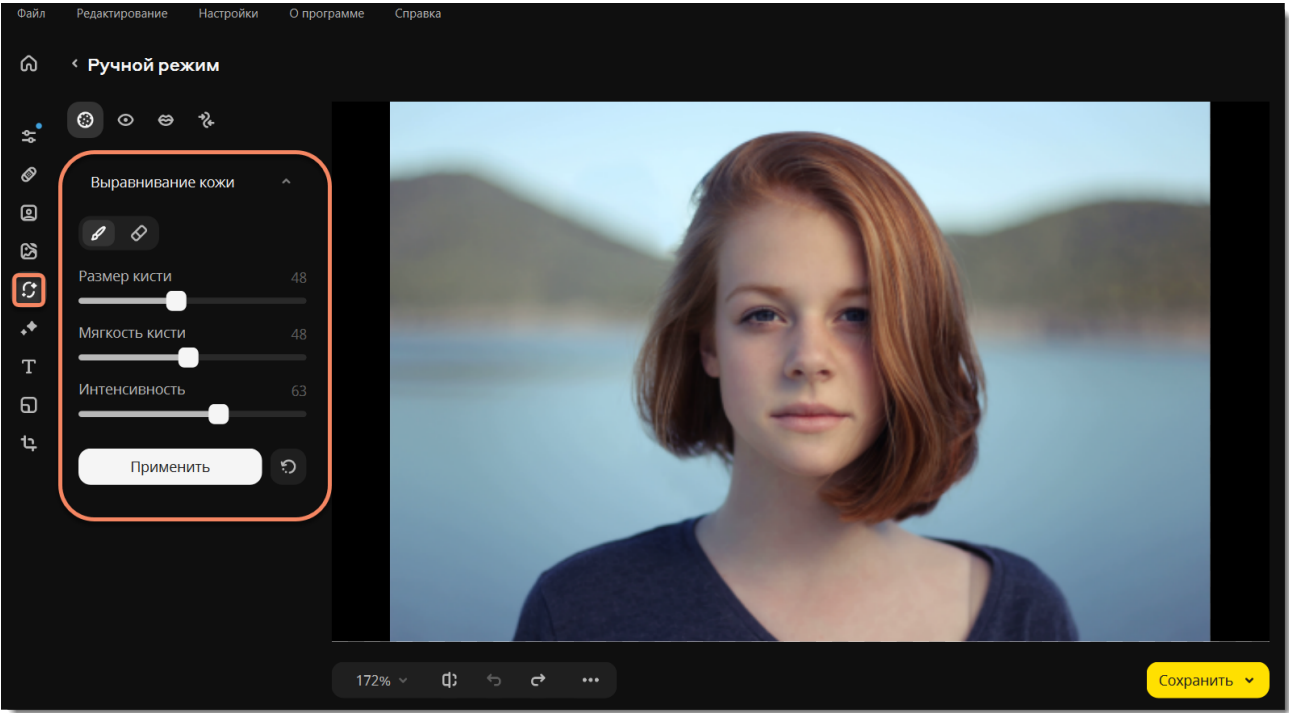 Файл Редактирование Настройки О программе Справка
Ручной режим
Выравнивание кожи
Размер кисти 48
Мягкость кисти 48
Интенсивность 63
Применить
172%
Сохранить